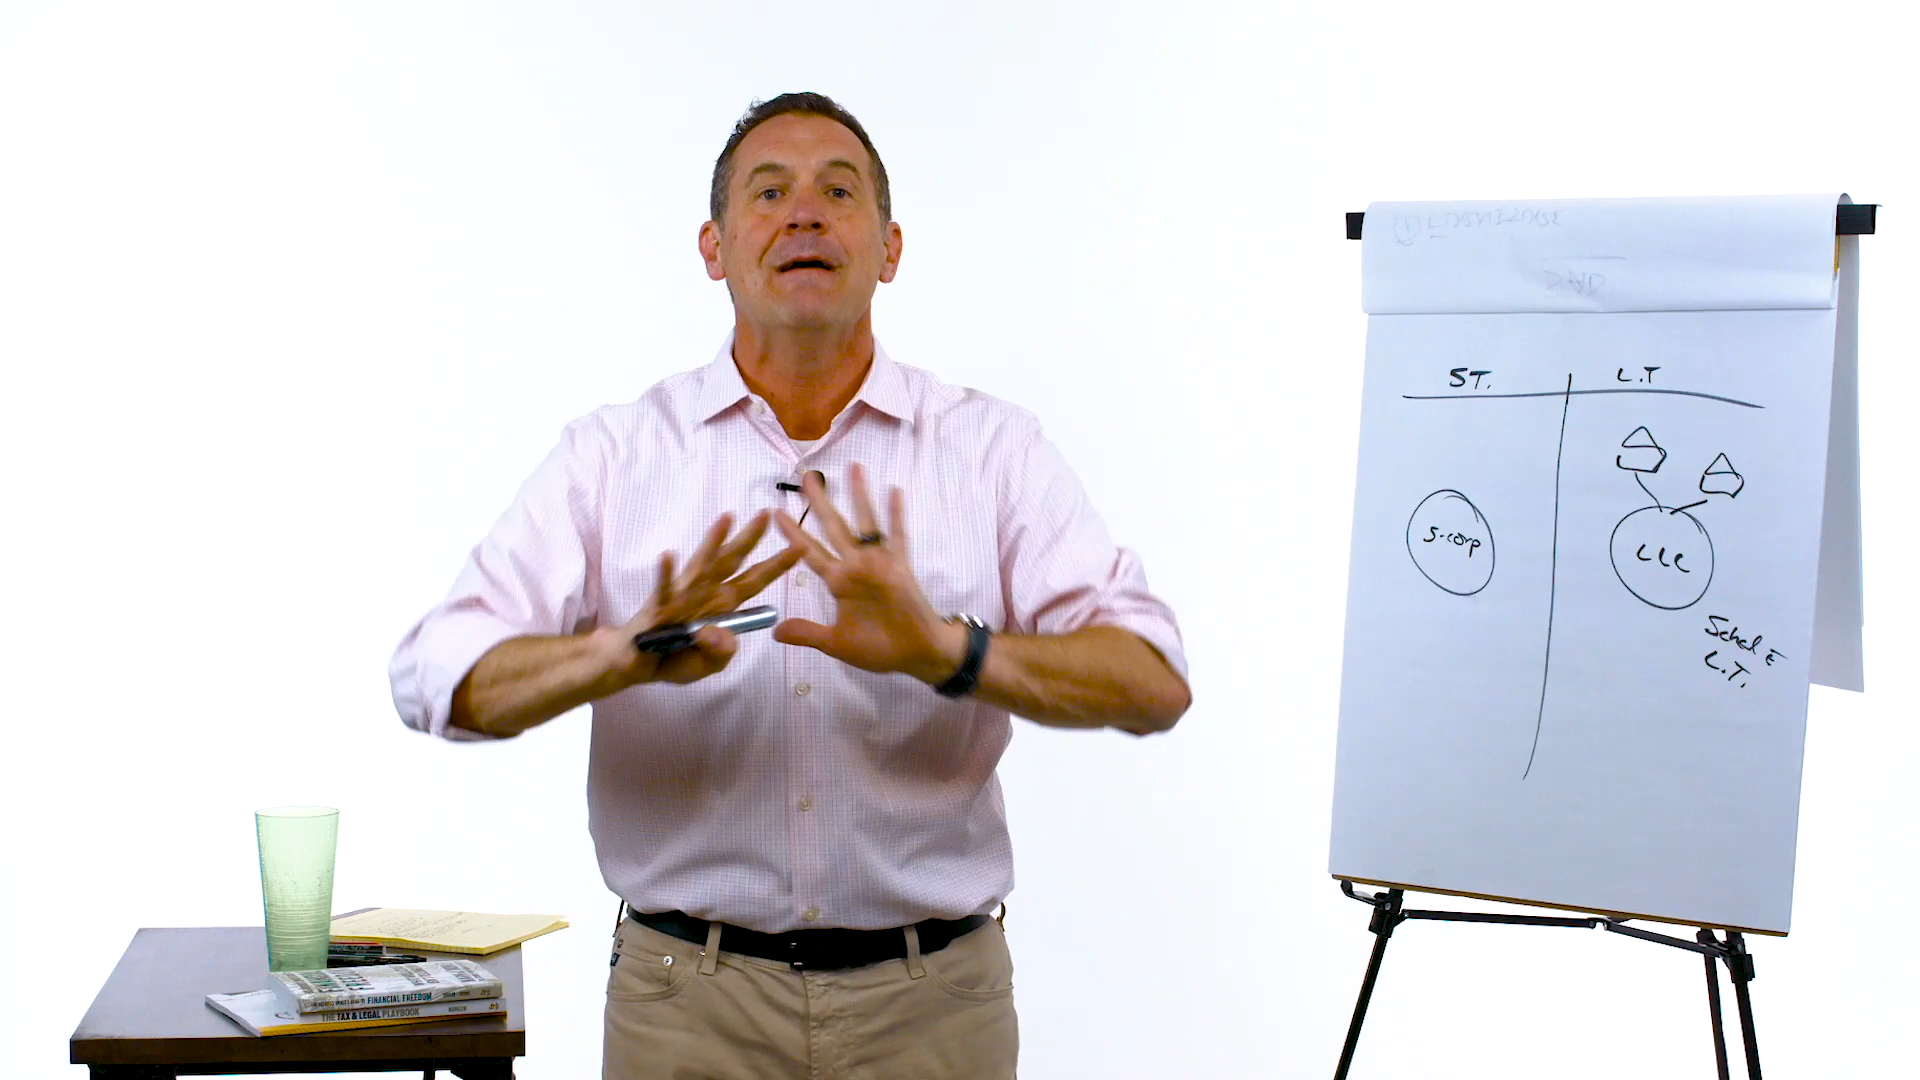 ST.
L.T
S-corp
LLC
Sched E
L.T.
FINANCIAL FREEDOM
THE TAX & LEGAL PLAYBOOK